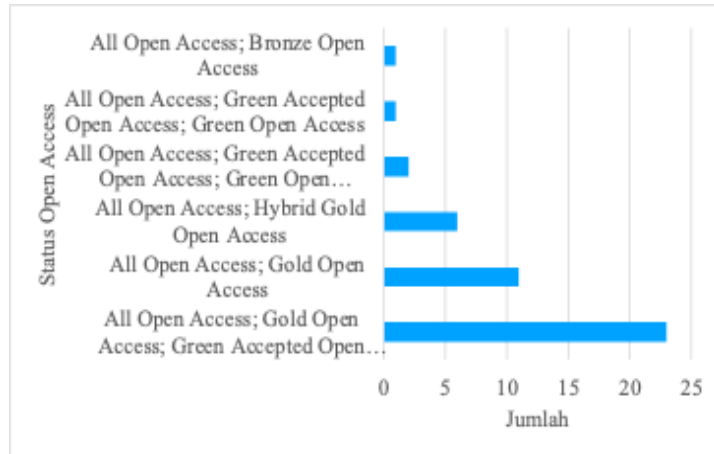 All Open Access; Bronze Open
Access
All Open Access; Green Accepted
Open Access; Green Open Access
All Open Access; Green Accepted
Open Access; Green Open…
All Open Access; Hybrid Gold
Open Access
All Open Access; Gold Open
Access
All Open Access; Gold Open
Access; Green Accepted Open…
Status Open Access
0 5 10 15 20 25
Jumlah